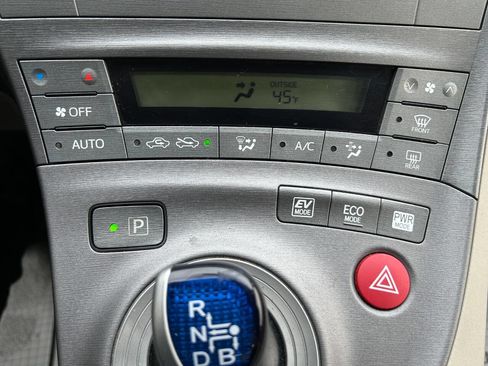 OUTSIDE
45°F
OFF
FRONT
AUTO
A/C
REAR
EV MODE
ECO MODE
PWR MODE
P
R
N
D B